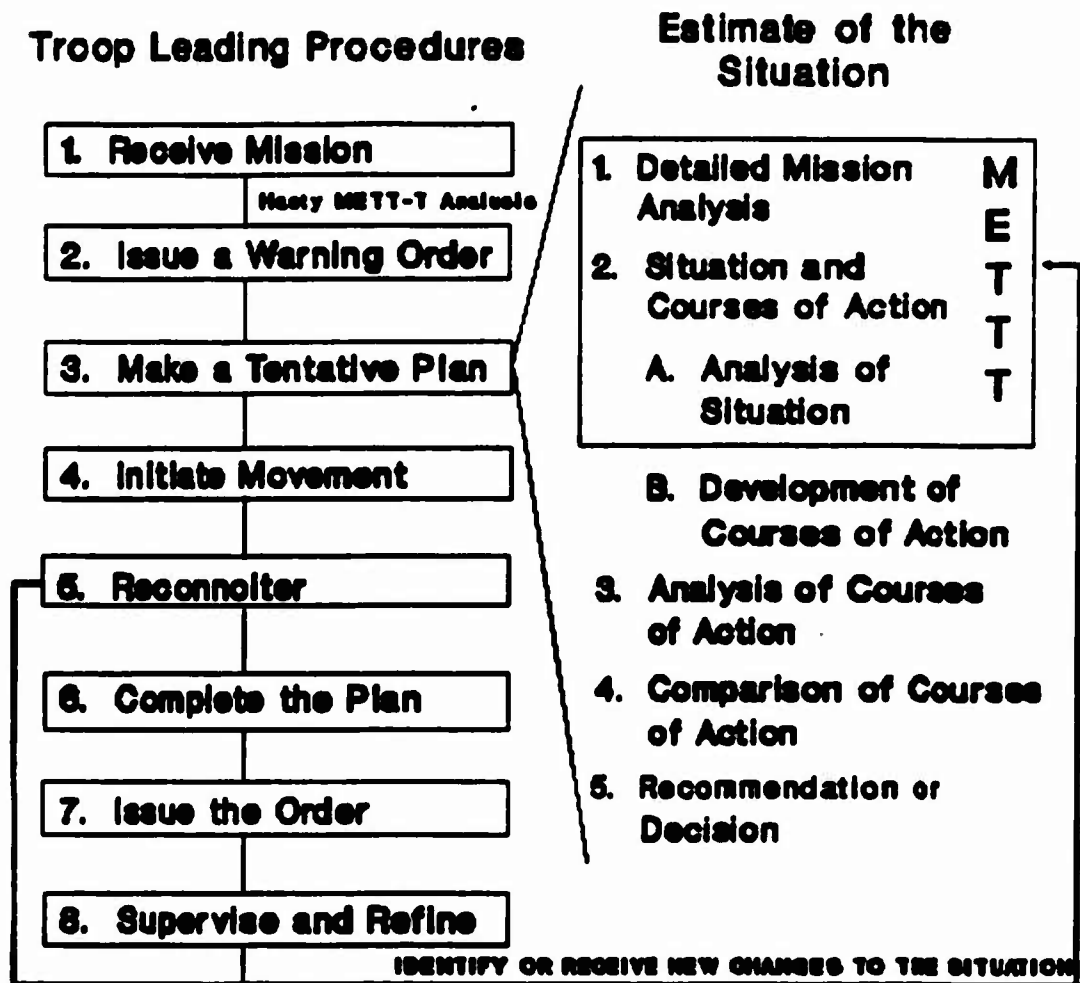 Troop Leading Procedures
1. Receive Mission
Hasty METT-T Analysis
2. Issue a Warning Order
3. Make a Tentative Plan
4. Initiate Movement
5. Reconnoiter
6. Complete the Plan
7. Issue the Order
8. Supervise and Refine
Estimate of the
Situation
1. Detailed Mission
Analysis
2. Situation and
Courses of Action
A. Analysis of
Situation
M
E
T
T
T
B. Development of
Courses of Action
3. Analysis of Courses
of Action
4. Comparison of Courses
of Action
5. Recommendation or
Decision
IDENTIFY OR RECEIVE NEW CHANGES TO THE SITUATION